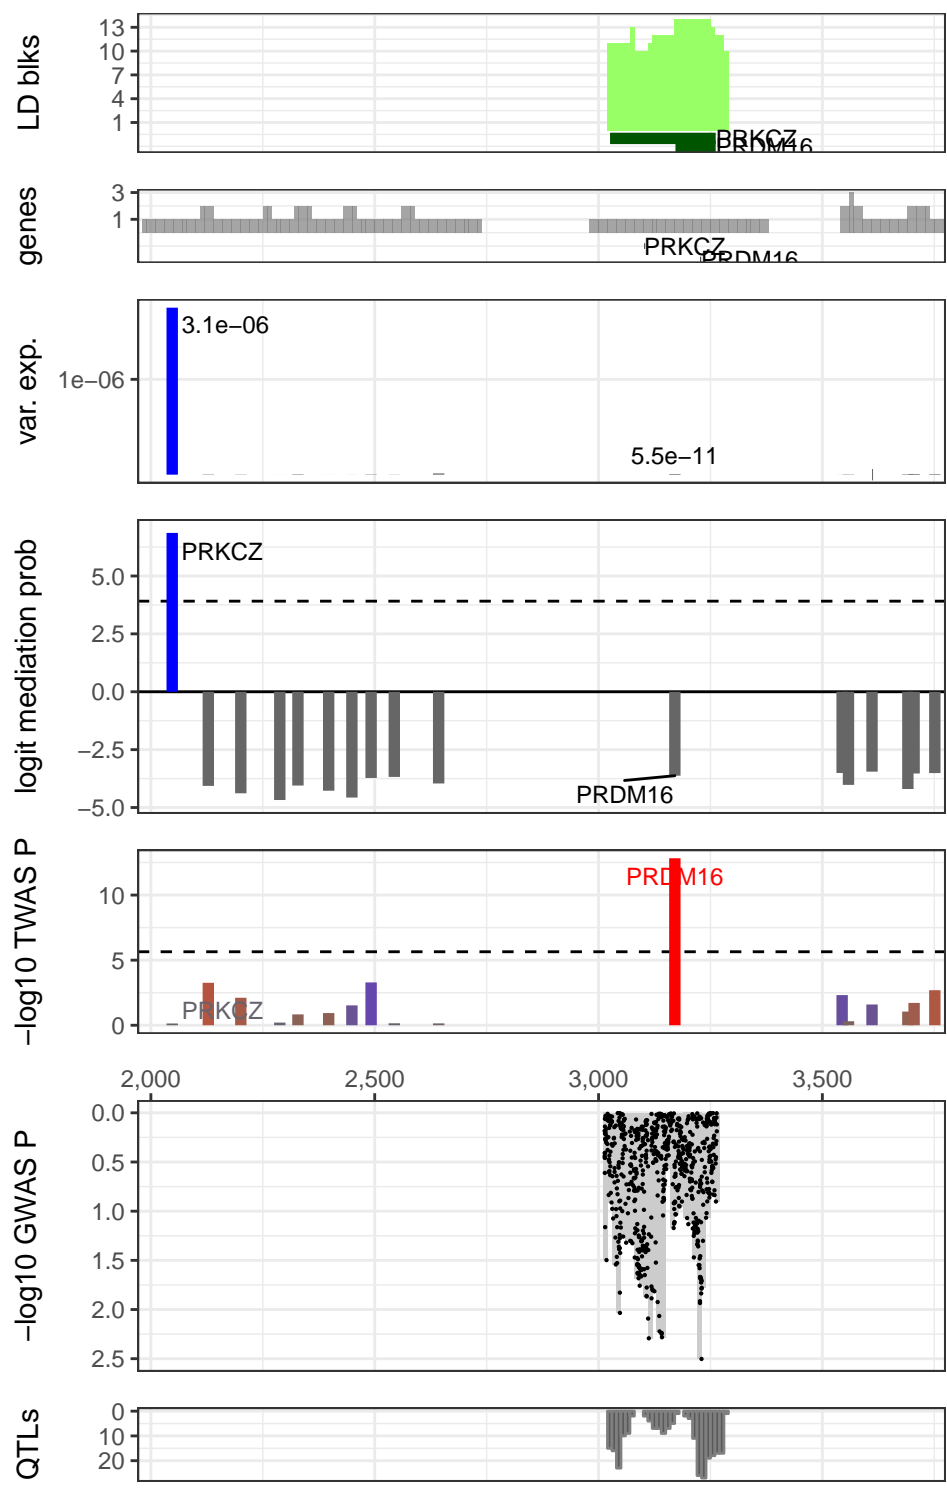 LD blks
13
10
7
4
1
PRKCZ
PRDM16
genes
3
1
PRKCZ
PRDM16
var. exp.
1e−06
3.1e−06
5.5e−11
logit mediation prob
5.0
2.5
0.0
−2.5
−5.0
PRKCZ
PRDM16
−log10 TWAS P
10
5
0
PRDM16
PRKCZ
2,000 2,500 3,000 3,500
−log10 GWAS P
0.0
0.5
1.0
1.5
2.0
2.5
QTLs
0
10
20